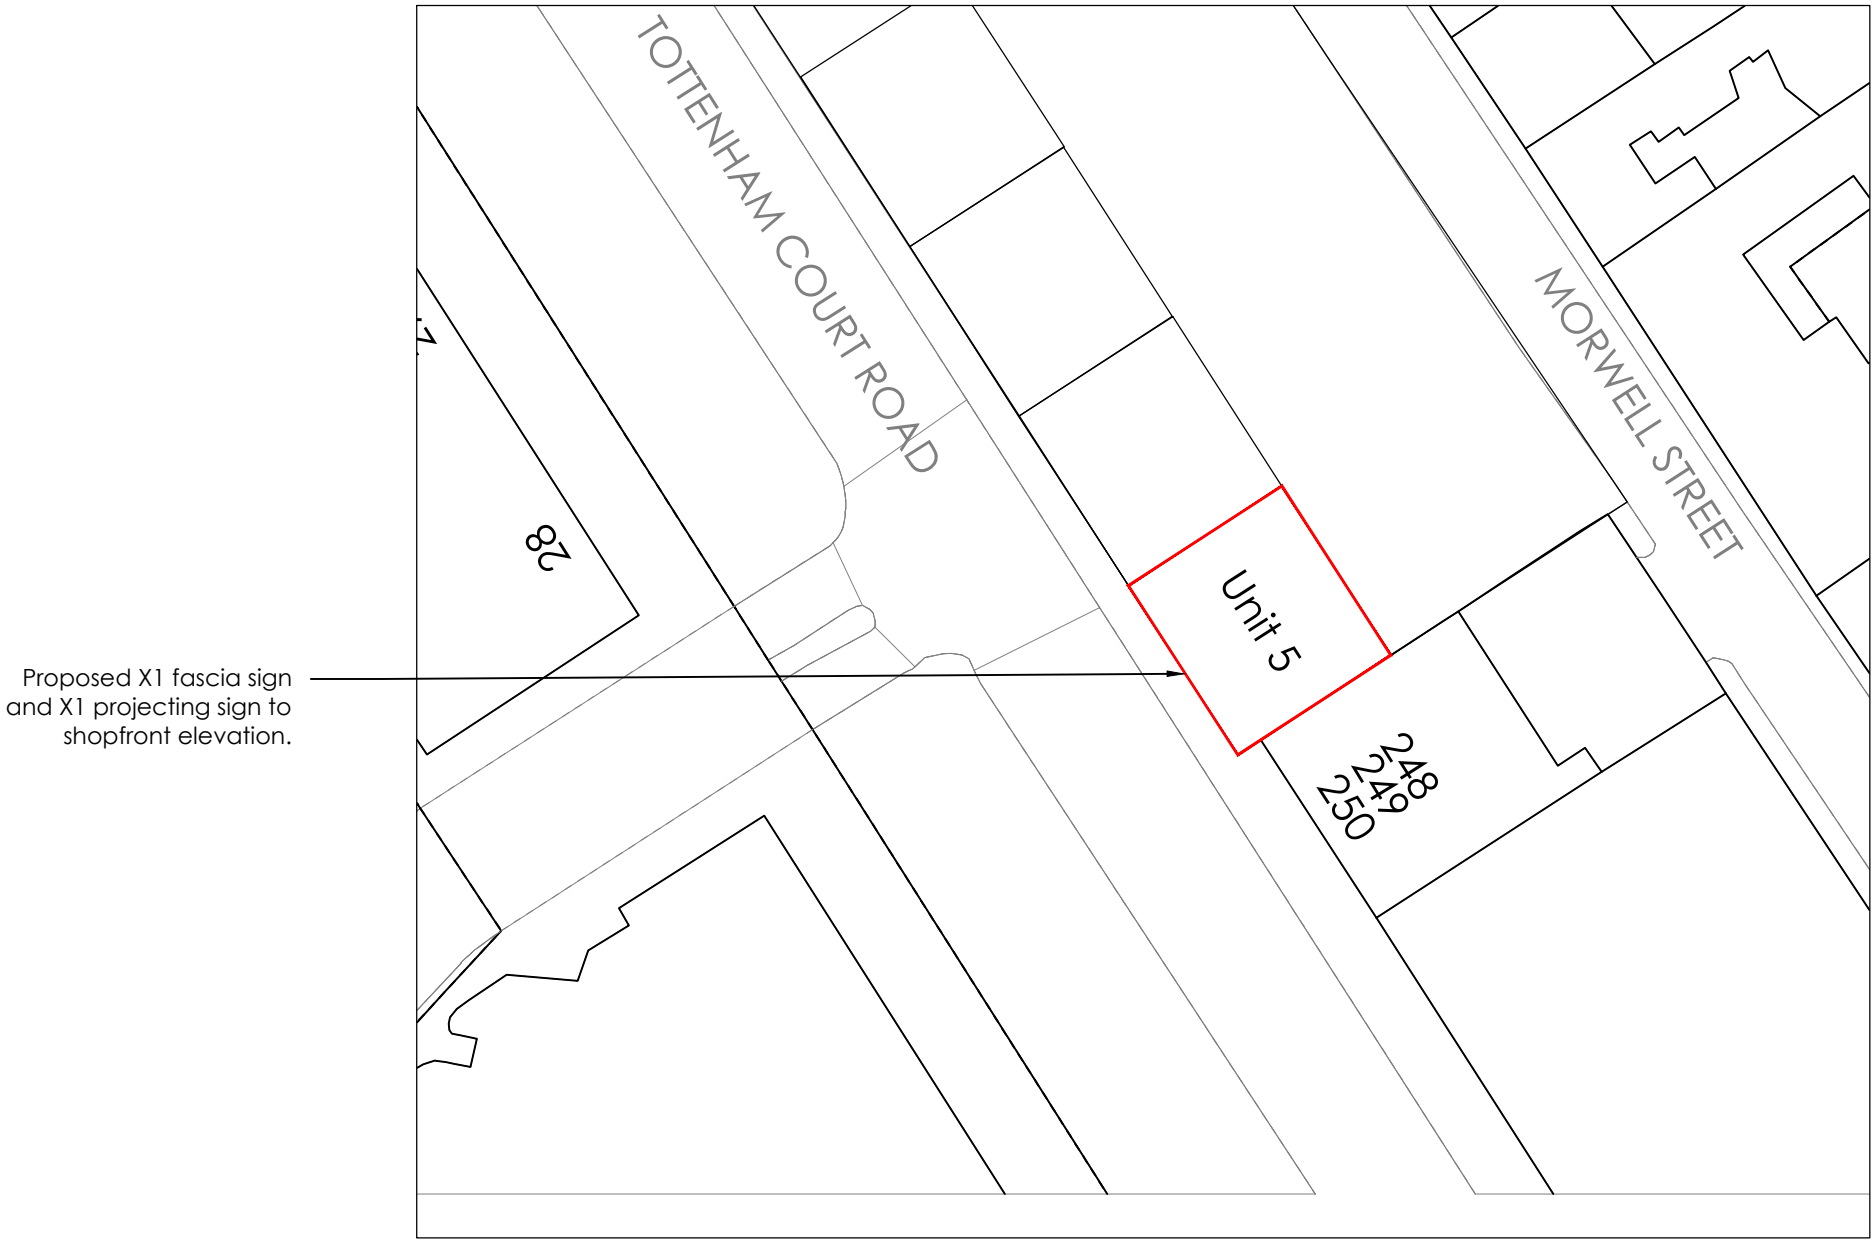 TOTTENHAM COURT ROAD
MORWELL STREET
28
Unit 5
Proposed X1 fascia sign
and X1 projecting sign to
shopfront elevation.
248
249
250